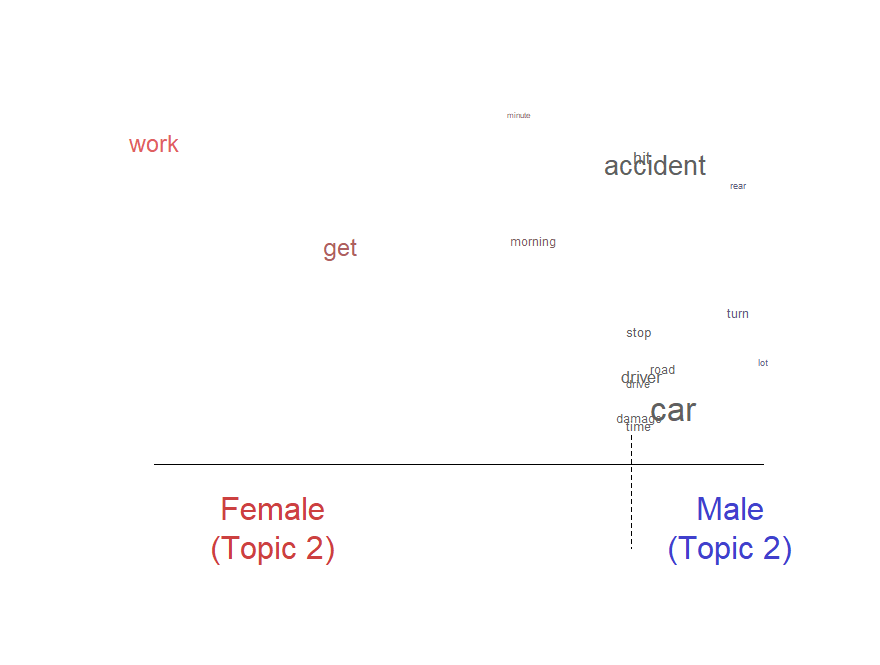 minute
work
hit
accident
rear
get
morning
turn
stop
lot
road
driver
drive
car
damage
time
Female
(Topic 2)
Male
(Topic 2)